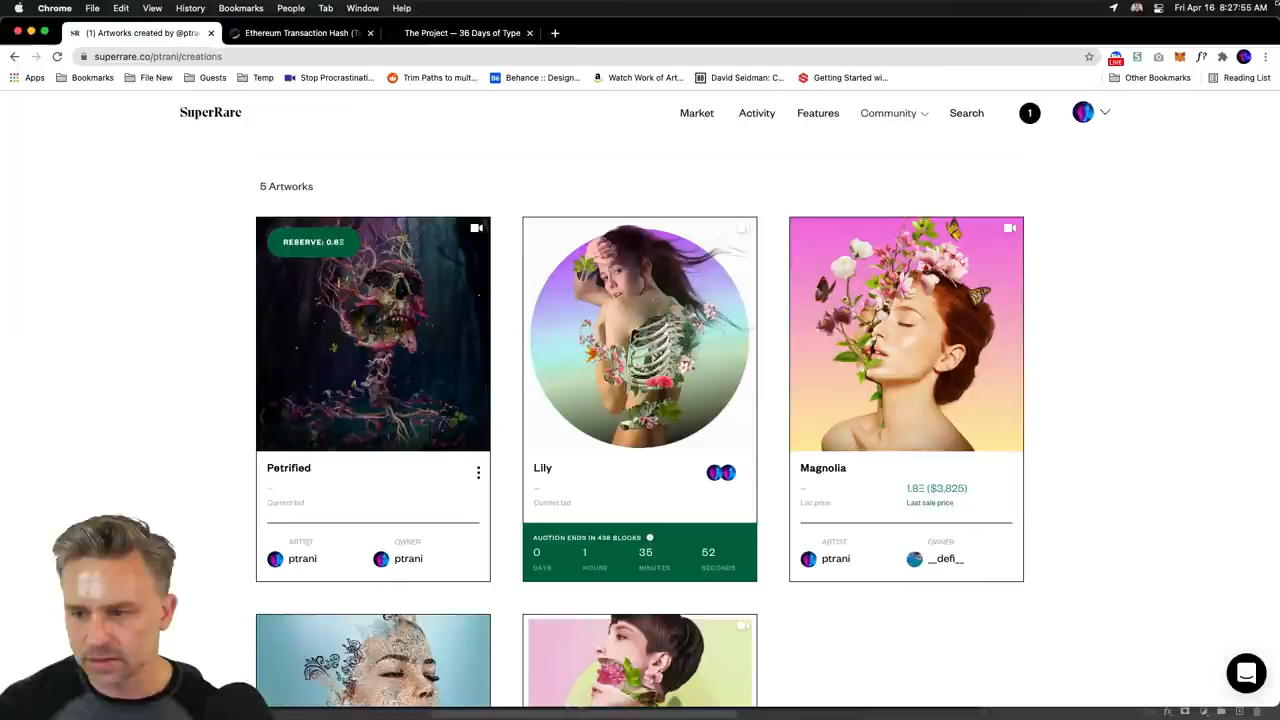 Chrome File Edit View History Bookmarks People Tab Window Help Fri Apr 16 8:27:55 AM
SR (1) Artworks created by @ptra Ethereum Transaction Hash (T The Project — 36 Days of Type
superrare.co/ptrani/creations
Apps Bookmarks File New Guests Temp Stop Procrastinati... Trim Paths to mult... Behance :: Design... Watch Work of Art... David Seidman: C... Getting Started wi... Other Bookmarks Reading List
LIVE
SuperRare Market Activity Features Community Search 1
5 Artworks
RESERVE: 0.6Ξ
Petrified
--
Current bid
ARTIST OWNER
ptrani ptrani
Lily
--
Current bid
AUCTION ENDS IN 436 BLOCKS
0 1 35 52
DAYS HOURS MINUTES SECONDS
Magnolia
-- 1.8Ξ ($3,825)
List price Last sale price
ARTIST OWNER
ptrani __defi__